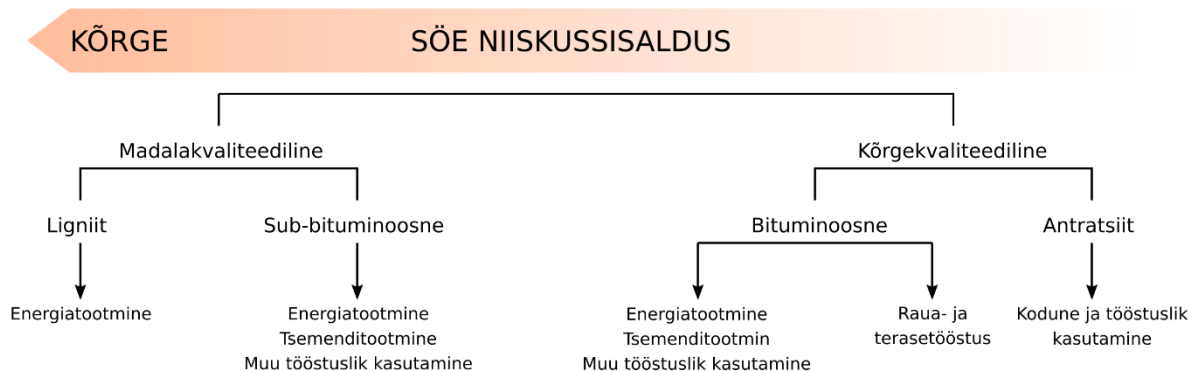 KÕRGE SÖE NIISKUSSISALDUS
Madalakvaliteediline
Kõrgekvaliteediline
Ligniit
Sub-bituminoosne
Bituminoosne
Antratsiit
Energiatootmine
Energiatootmine
Tsemenditootmine
Muu tööstuslik kasutamine
Energiatootmine
Tsemenditootmin
Muu tööstuslik kasutamine
Raua- ja
terasetööstus
Kodune ja tööstuslik
kasutamine